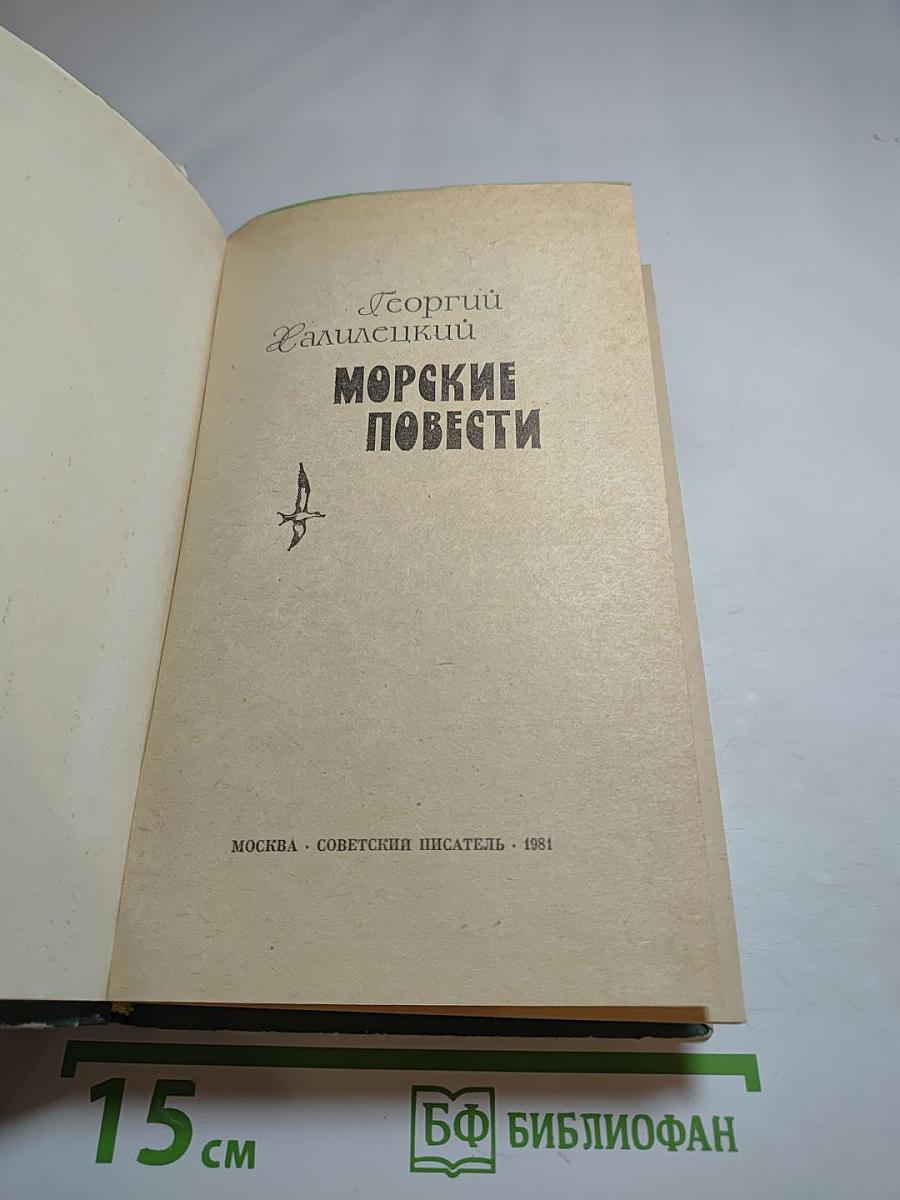 Георгий
Халилецкий
МОРСКИЕ
ПОВЕСТИ
МОСКВА · СОВЕТСКИЙ ПИСАТЕЛЬ · 1981
15 см
БФ БИБЛИОФАН